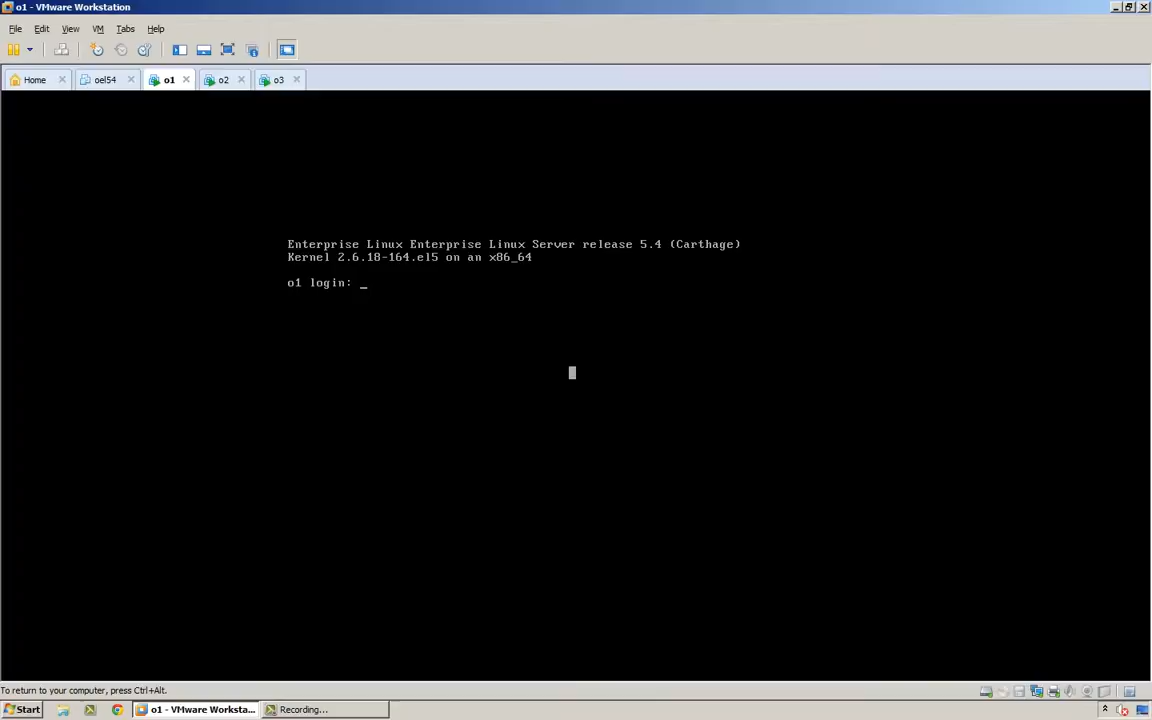 o1 - VMware Workstation
File Edit View VM Tabs Help
Home oel54 o1 o2 o3
Enterprise Linux Enterprise Linux Server release 5.4 (Carthage)
Kernel 2.6.18-164.el5 on an x86_64
o1 login: _
To return to your computer, press Ctrl+Alt.
Start o1 - VMware Worksta... Recording...